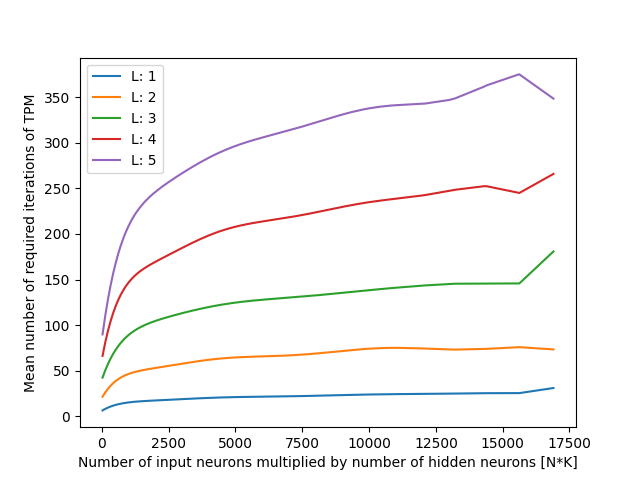 L: 1
L: 2
L: 3
L: 4
L: 5
Mean number of required iterations of TPM
350
300
250
200
150
100
50
0
0 2500 5000 7500 10000 12500 15000 17500
Number of input neurons multiplied by number of hidden neurons [N*K]